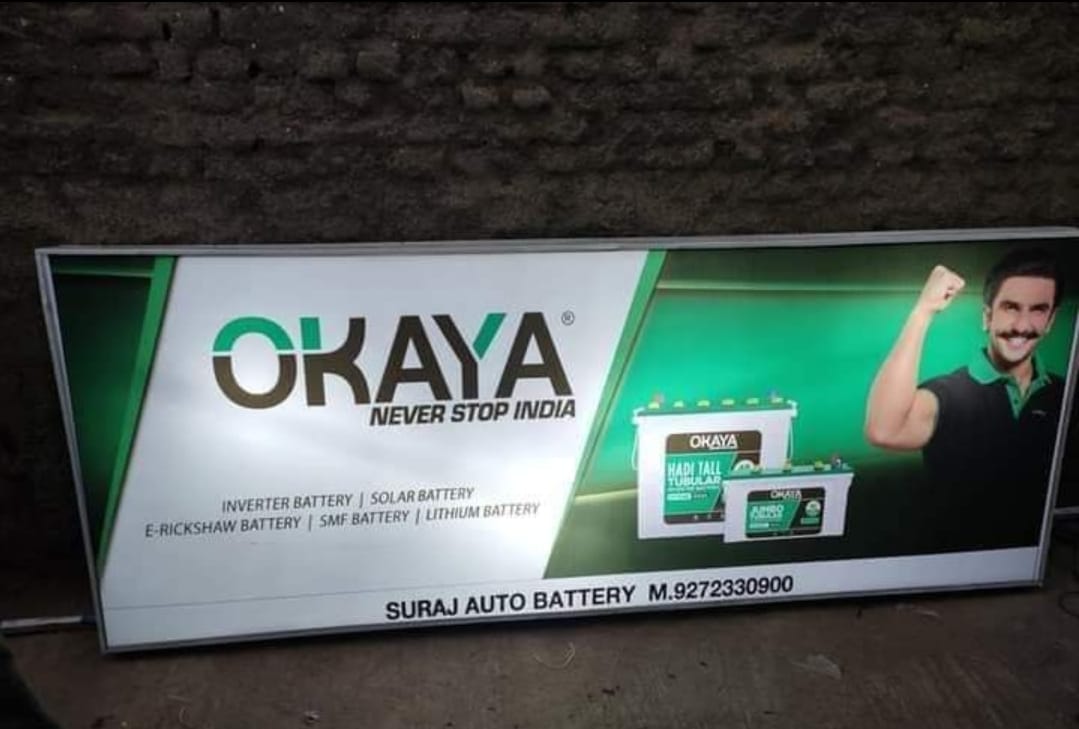 OKAYA®
NEVER STOP INDIA
INVERTER BATTERY | SOLAR BATTERY
E-RICKSHAW BATTERY | SMF BATTERY | LITHIUM BATTERY
OKAYA
HADI TALL
TUBULAR
OKAYA
JUMBO
TUBULAR
SURAJ AUTO BATTERY M.9272330900